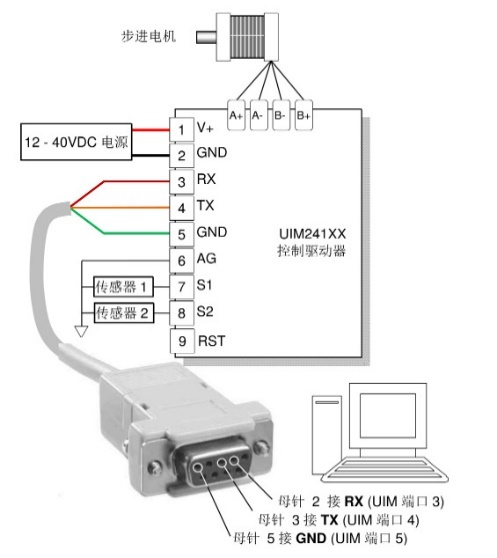 步进电机
A+ A- B- B+
12 - 40VDC 电源
1 V+
2 GND
3 RX
4 TX
5 GND
6 AG
7 S1
8 S2
9 RST
UIM241XX
控制驱动器
传感器 1
传感器 2
母针 2 接 RX (UIM 端口 3)
母针 3 接 TX (UIM 端口 4)
母针 5 接 GND (UIM 端口 5)